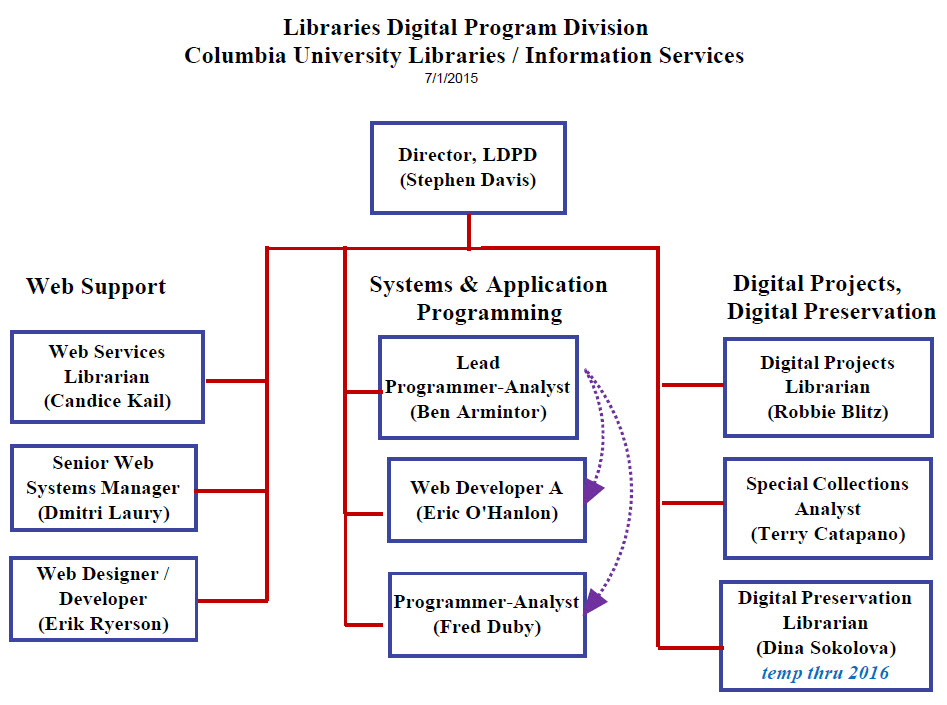 Libraries Digital Program Division
Columbia University Libraries / Information Services
7/1/2015
Director, LDPD
(Stephen Davis)
Web Support
Web Services
Librarian
(Candice Kail)
Senior Web
Systems Manager
(Dmitri Laury)
Web Designer /
Developer
(Erik Ryerson)
Systems & Application
Programming
Lead
Programmer-Analyst
(Ben Armintor)
Web Developer A
(Eric O'Hanlon)
Programmer-Analyst
(Fred Duby)
Digital Projects,
Digital Preservation
Digital Projects
Librarian
(Robbie Blitz)
Special Collections
Analyst
(Terry Catapano)
Digital Preservation
Librarian
(Dina Sokolova)
temp thru 2016